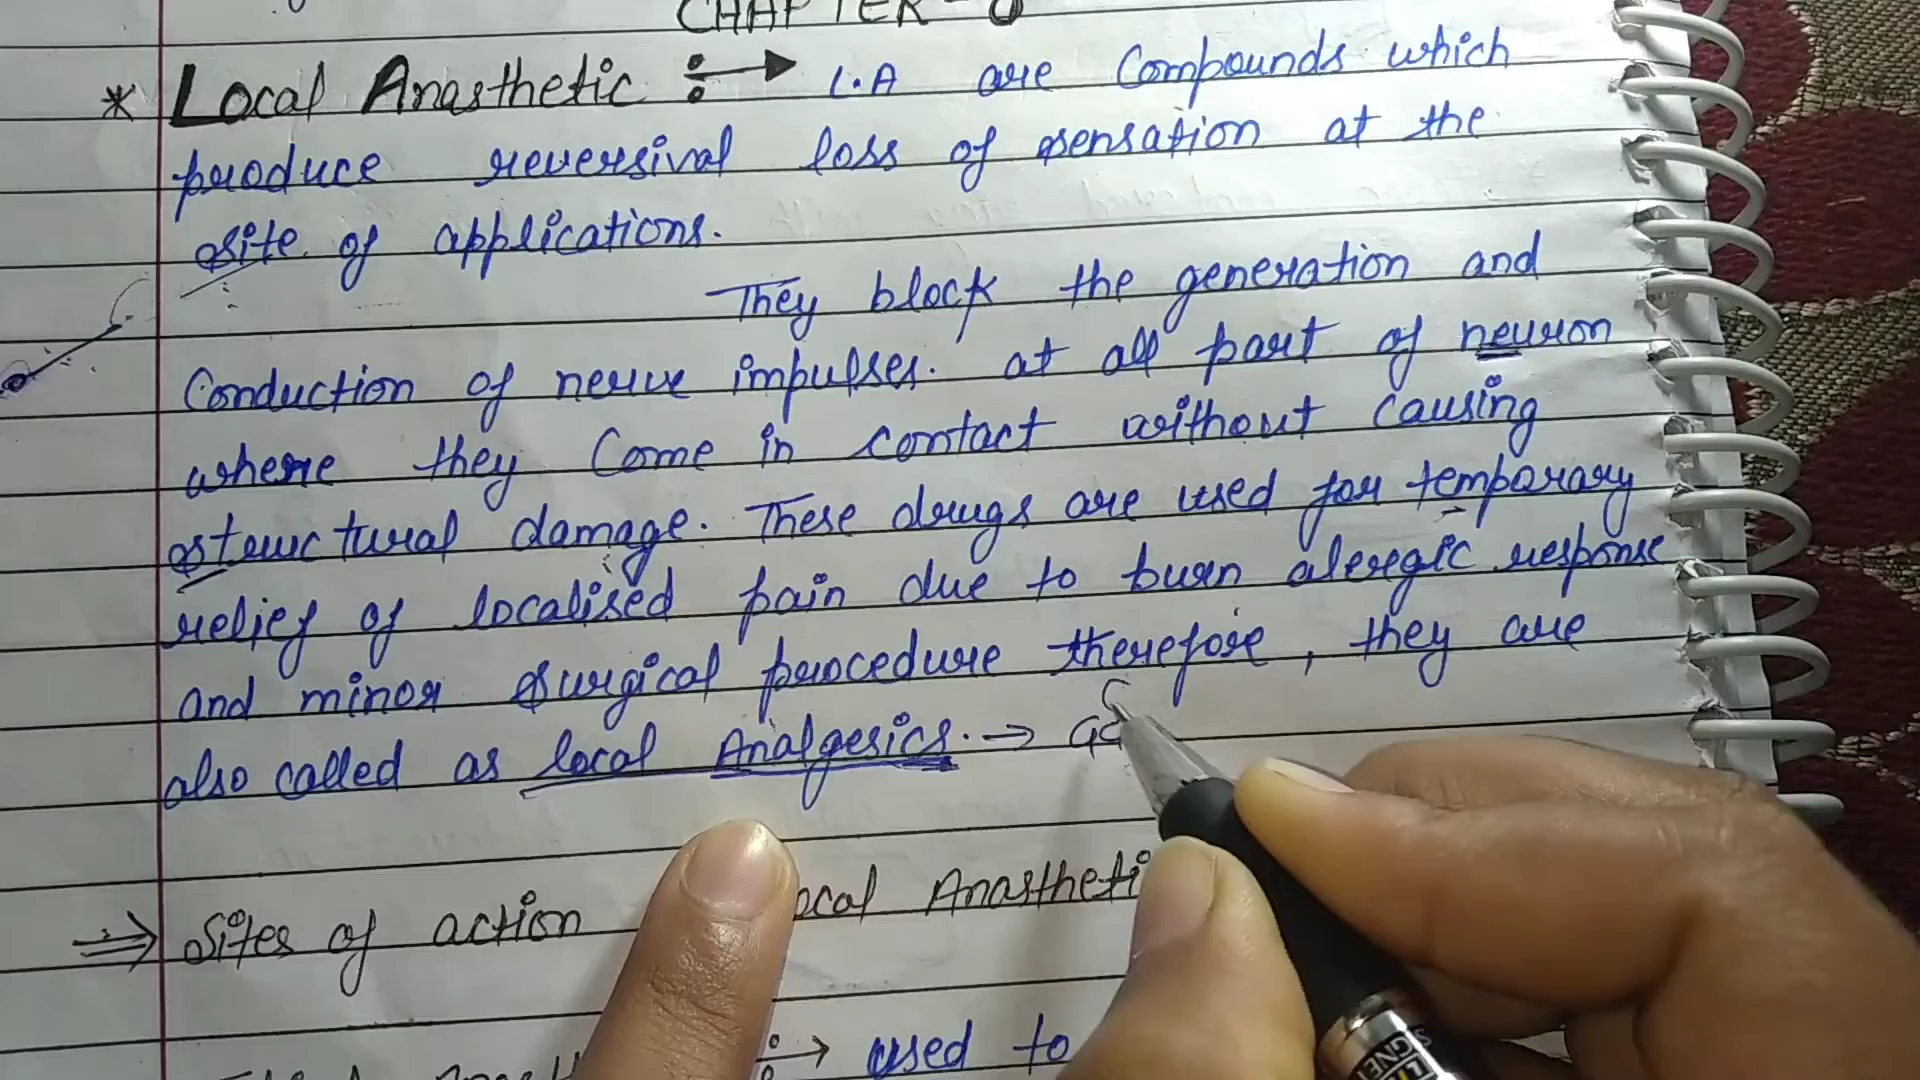 CHAPTER-
* Local Anasthetic ÷→ L.A are Compounds which
produce reversival loss of sensation at the
site of applications.
They block the generation and
Conduction of nerve impulses. at all part of neuron
where they Come in contact without causing
structural damage. These drugs are used for temporary
relief of localised pain due to burn alergic response
and minor surgical procedure therefore, they are
also called as local Analgesics. →
⇒ Sites of action ocal Anastheti
÷→ used to